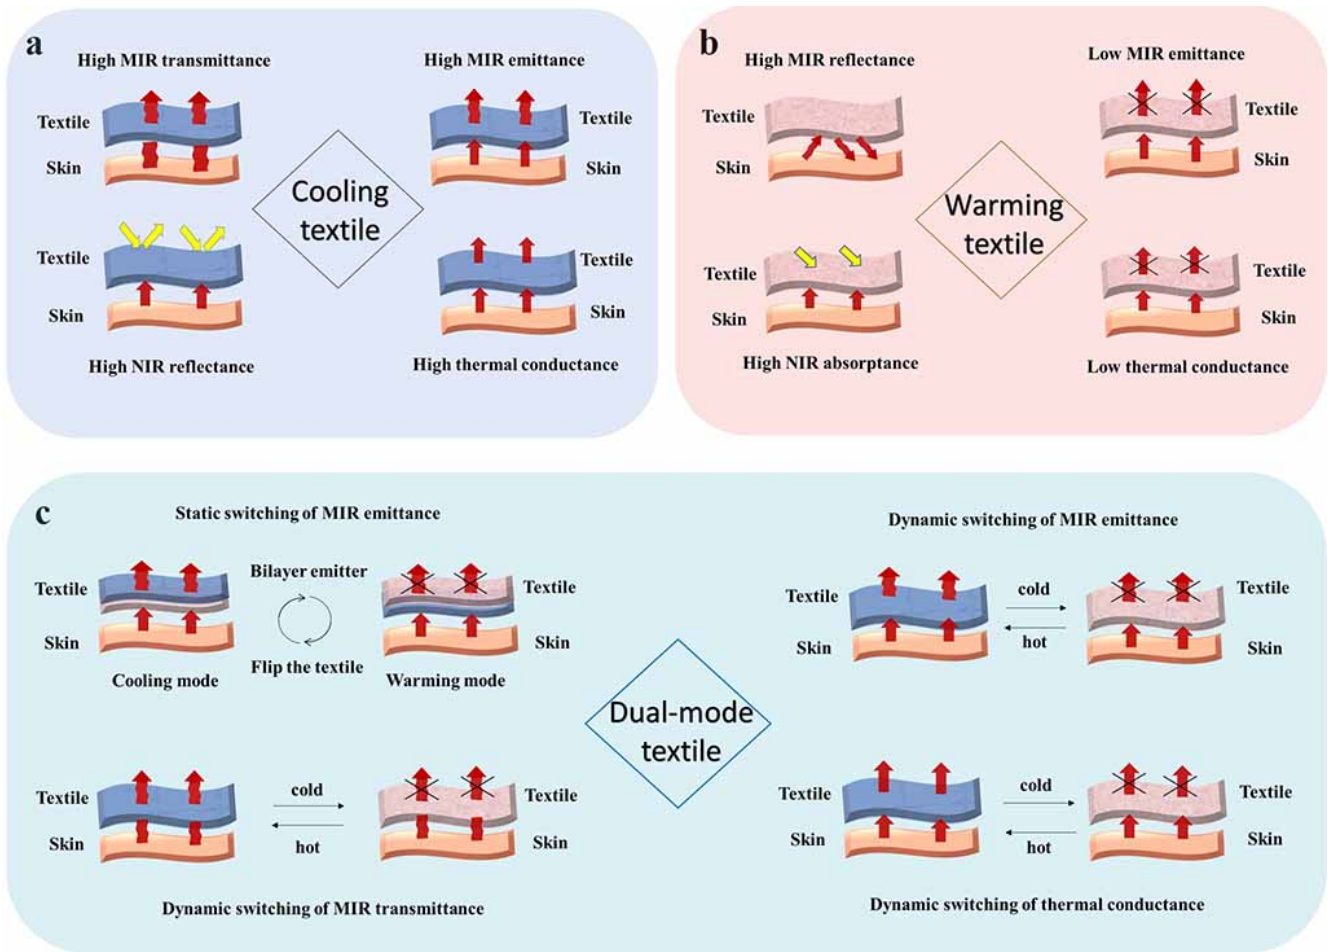 a
High MIR transmittance
High MIR emittance
Textile
Textile
Skin
Skin
Cooling
textile
Textile
Textile
Skin
Skin
High NIR reflectance
High thermal conductance
b
High MIR reflectance
Low MIR emittance
Textile
Textile
Skin
Skin
Warming
textile
Textile
Textile
Skin
Skin
High NIR absorptance
Low thermal conductance
c
Static switching of MIR emittance
Bilayer emitter
Textile
Textile
Skin
Skin
Flip the textile
Cooling mode
Warming mode
Dynamic switching of MIR emittance
Textile
cold
Textile
Skin
hot
Skin
Dual-mode
textile
Textile
cold
Textile
Skin
hot
Skin
Dynamic switching of MIR transmittance
Textile
cold
Textile
Skin
hot
Skin
Dynamic switching of thermal conductance